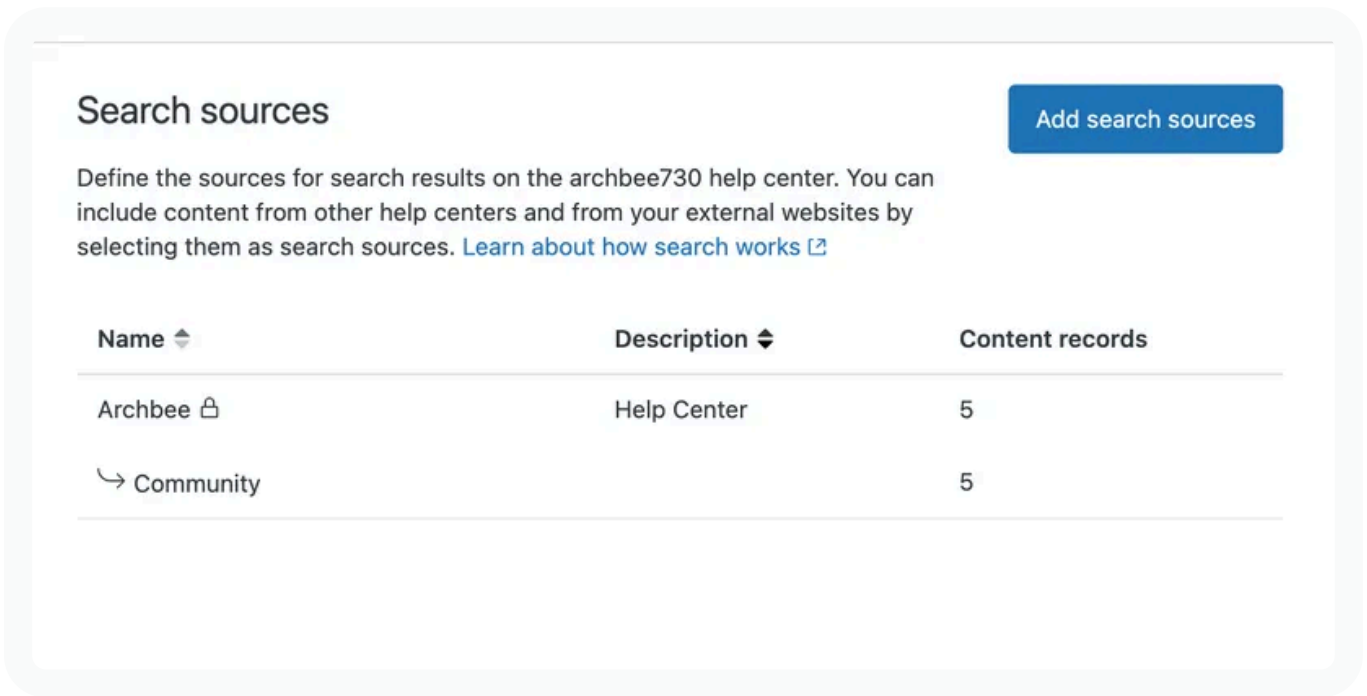 Search sources
Add search sources
Define the sources for search results on the archbee730 help center. You can
include content from other help centers and from your external websites by
selecting them as search sources. Learn about how search works
Name Description Content records
Archbee Help Center 5
Community 5